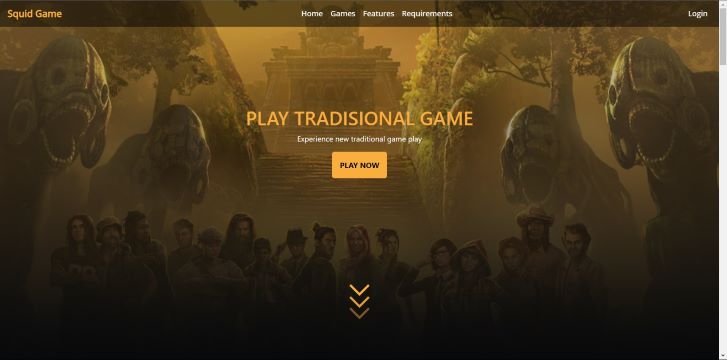 Squid Game
Home Games Features Requirements
Login
PLAY TRADISIONAL GAME
Experience new traditional game play
PLAY NOW